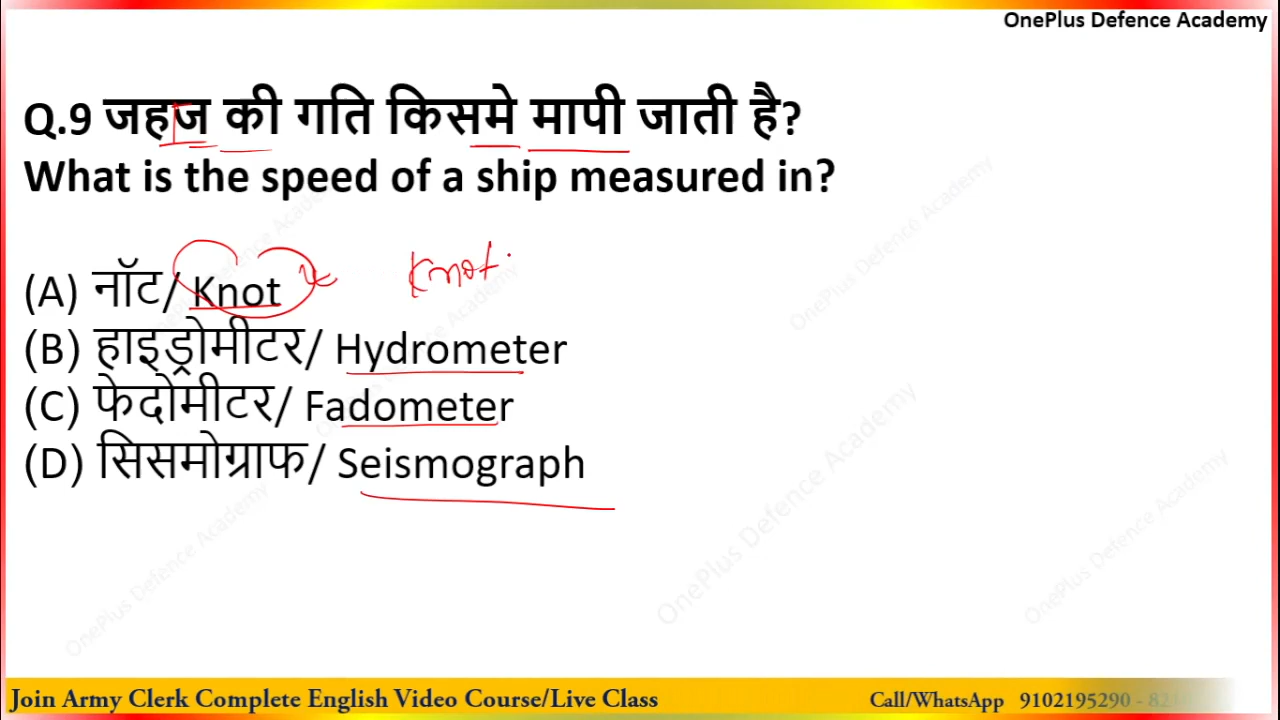 OnePlus Defence Academy
Q.9 जहाज की गति किसमे मापी जाती है?
What is the speed of a ship measured in?
(A) नॉट/ Knot Knot
(B) हाइड्रोमीटर/ Hydrometer
(C) फेदोमीटर/ Fadometer
(D) सिसमोग्राफ/ Seismograph
Join Army Clerk Complete English Video Course/Live Class Call/WhatsApp 9102195290 -